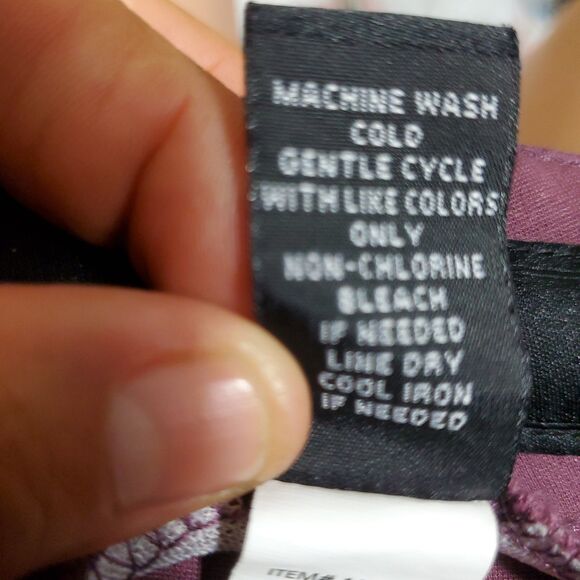 MACHINE WASH
COLD
GENTLE CYCLE
WITH LIKE COLORS
ONLY
NON-CHLORINE
BLEACH
IF NEEDED
LINE DRY
COOL IRON
IF NEEDED
ITEM#